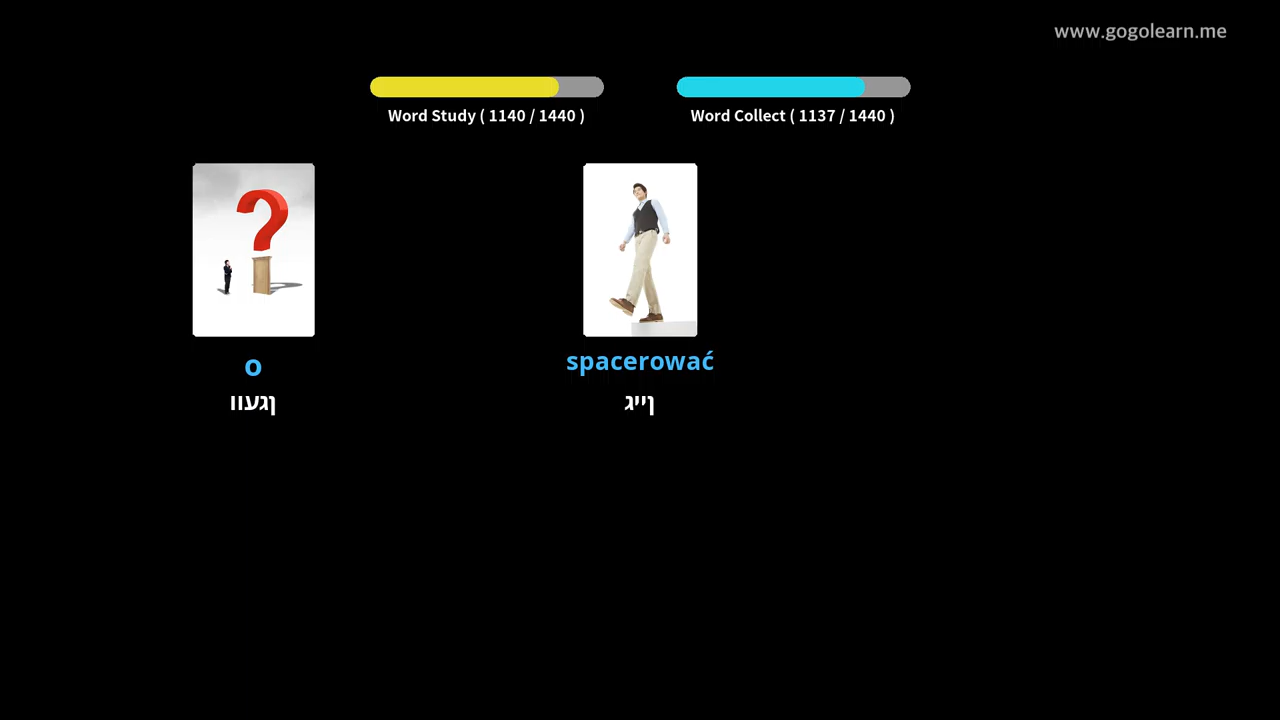 www.gogolearn.me
Word Study ( 1140 / 1440 )
Word Collect ( 1137 / 1440 )
o
וועגן
spacerować
גיין